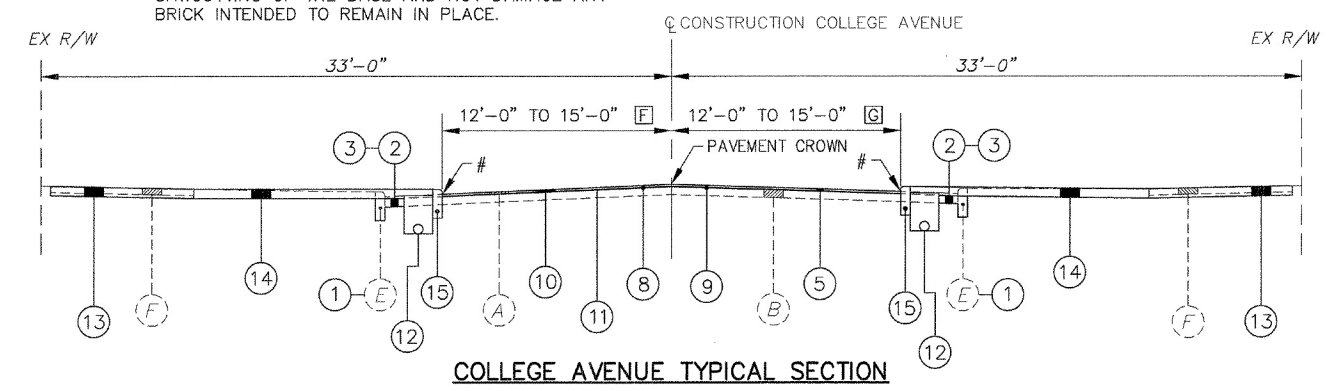 BRICK INTENDED TO REMAIN IN PLACE.
℄ CONSTRUCTION COLLEGE AVENUE
EX R/W
EX R/W
33'-0"
33'-0"
12'-0" TO 15'-0" F
12'-0" TO 15'-0" G
PAVEMENT CROWN
3 2
#
#
2 3
13
F
14
1 E
12
15
A
10
11
8
9
B
5
15
12
E 1
14
F
13
COLLEGE AVENUE TYPICAL SECTION